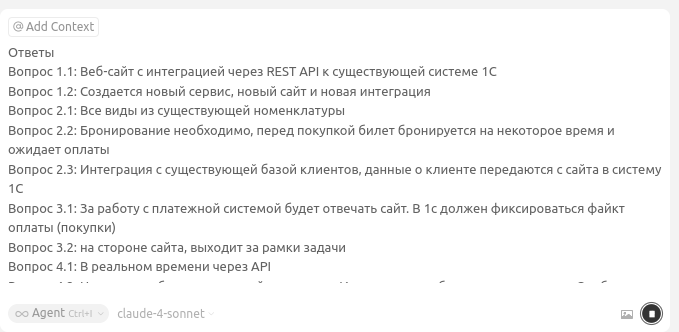 @ Add Context
Ответы
Вопрос 1.1: Веб-сайт с интеграцией через REST API к существующей системе 1С
Вопрос 1.2: Создается новый сервис, новый сайт и новая интеграция
Вопрос 2.1: Все виды из существующей номенклатуры
Вопрос 2.2: Бронирование необходимо, перед покупкой билет бронируется на некоторое время и
ожидает оплаты
Вопрос 2.3: Интеграция с существующей базой клиентов, данные о клиенте передаются с сайта в систему
1С
Вопрос 3.1: За работу с платежной системой будет отвечать сайт. В 1с должен фиксироваться файкт
оплаты (покупки)
Вопрос 3.2: на стороне сайта, выходит за рамки задачи
Вопрос 4.1: В реальном времени через API
∞ Agent Ctrl+I claude-4-sonnet